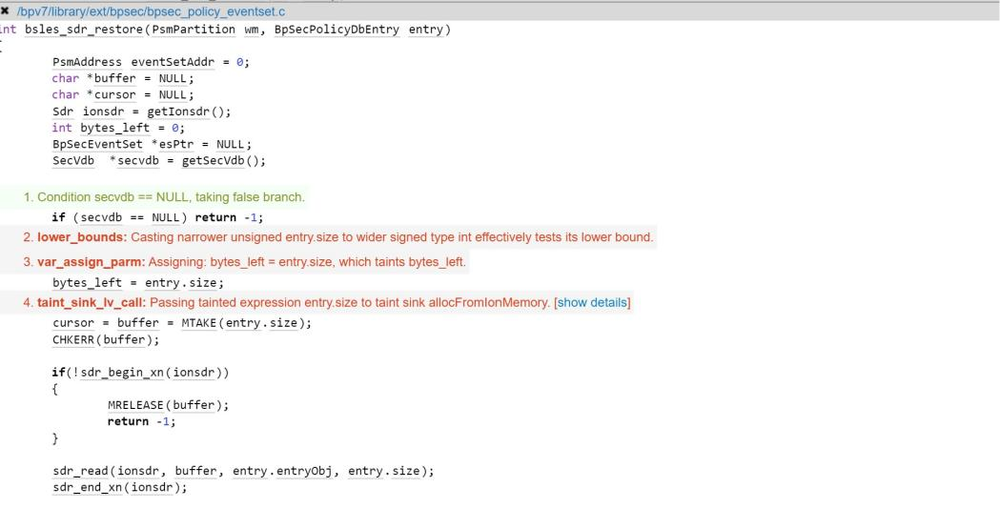 ✖ /bpv7/library/ext/bpsec/bpsec_policy_eventset.c
int bsles_sdr_restore(PsmPartition wm, BpSecPolicyDbEntry entry)
{
PsmAddress eventSetAddr = 0;
char *buffer = NULL;
char *cursor = NULL;
Sdr ionsdr = getIonsdr();
int bytes_left = 0;
BpSecEventSet *esPtr = NULL;
SecVdb *secvdb = getSecVdb();
1. Condition secvdb == NULL, taking false branch.
if (secvdb == NULL) return -1;
2. lower_bounds: Casting narrower unsigned entry.size to wider signed type int effectively tests its lower bound.
3. var_assign_parm: Assigning: bytes_left = entry.size, which taints bytes_left.
bytes_left = entry.size;
4. taint_sink_lv_call: Passing tainted expression entry.size to taint sink allocFromIonMemory. [show details]
cursor = buffer = MTAKE(entry.size);
CHKERR(buffer);
if(!sdr_begin_xn(ionsdr))
{
MRELEASE(buffer);
return -1;
}
sdr_read(ionsdr, buffer, entry.entryObj, entry.size);
sdr_end_xn(ionsdr);